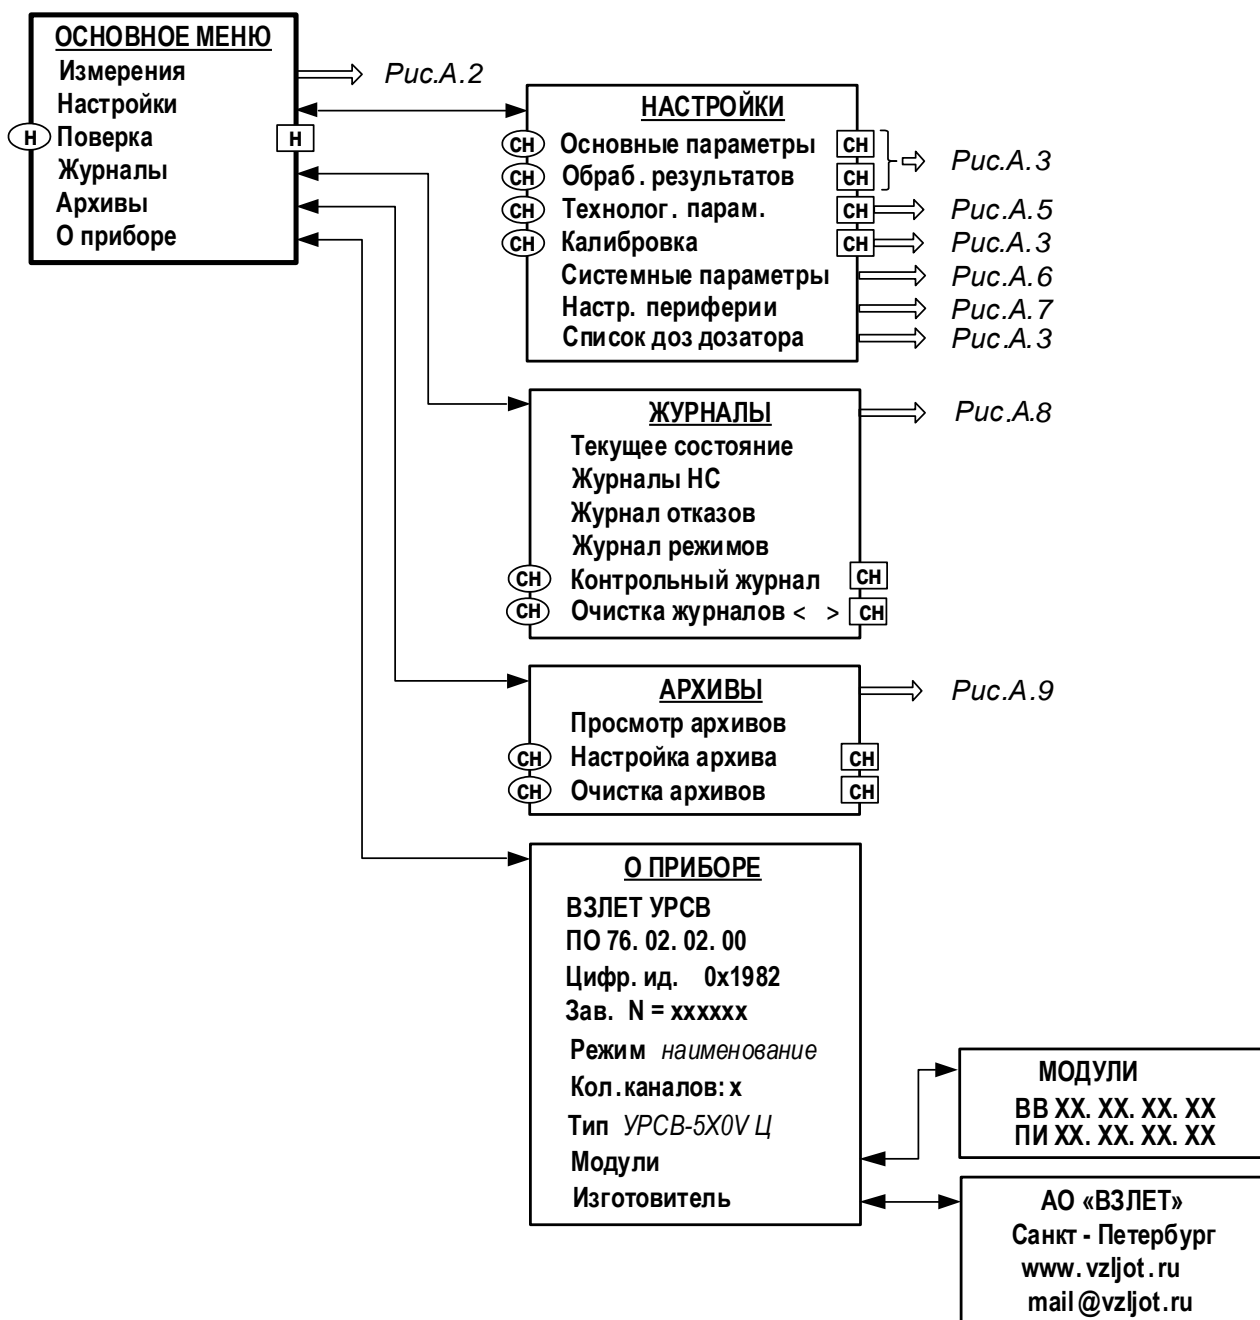 ОСНОВНОЕ МЕНЮ
Измерения
Рис.А.2
Настройки
Н Поверка Н
Журналы
Архивы
О приборе
НАСТРОЙКИ
СН Основные параметры СН
СН Обраб. результатов СН
Рис.А.3
СН Технолог. парам. СН Рис.А.5
СН Калибровка СН Рис.А.3
Системные параметры Рис.А.6
Настр. периферии Рис.А.7
Список доз дозатора Рис.А.3
ЖУРНАЛЫ Рис.А.8
Текущее состояние
Журналы НС
Журнал отказов
Журнал режимов
СН Контрольный журнал СН
СН Очистка журналов < > СН
АРХИВЫ Рис.А.9
Просмотр архивов
СН Настройка архива СН
СН Очистка архивов СН
О ПРИБОРЕ
ВЗЛЕТ УРСВ
ПО 76. 02. 02. 00
Цифр. ид. 0x1982
Зав. N = xxxxxx
Режим наименование
Кол.каналов: x
Тип УРСВ-5X0V Ц
Модули
Изготовитель
МОДУЛИ
ВВ XX. XX. XX. XX
ПИ XX. XX. XX. XX
АО «ВЗЛЕТ»
Санкт - Петербург
www. vzljot.ru
mail@vzljot.ru